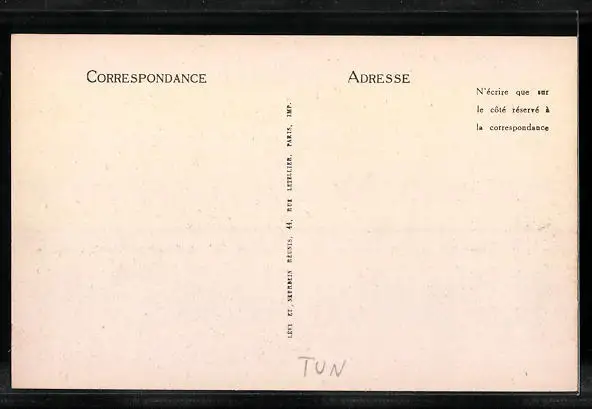 CORRESPONDANCE
ADRESSE
N'écrire que sur
le côté réservé à
la correspondance
LÉVY ET NEURDEIN RÉUNIS, 44, RUE LETELLIER, PARIS, IMP.
TUN